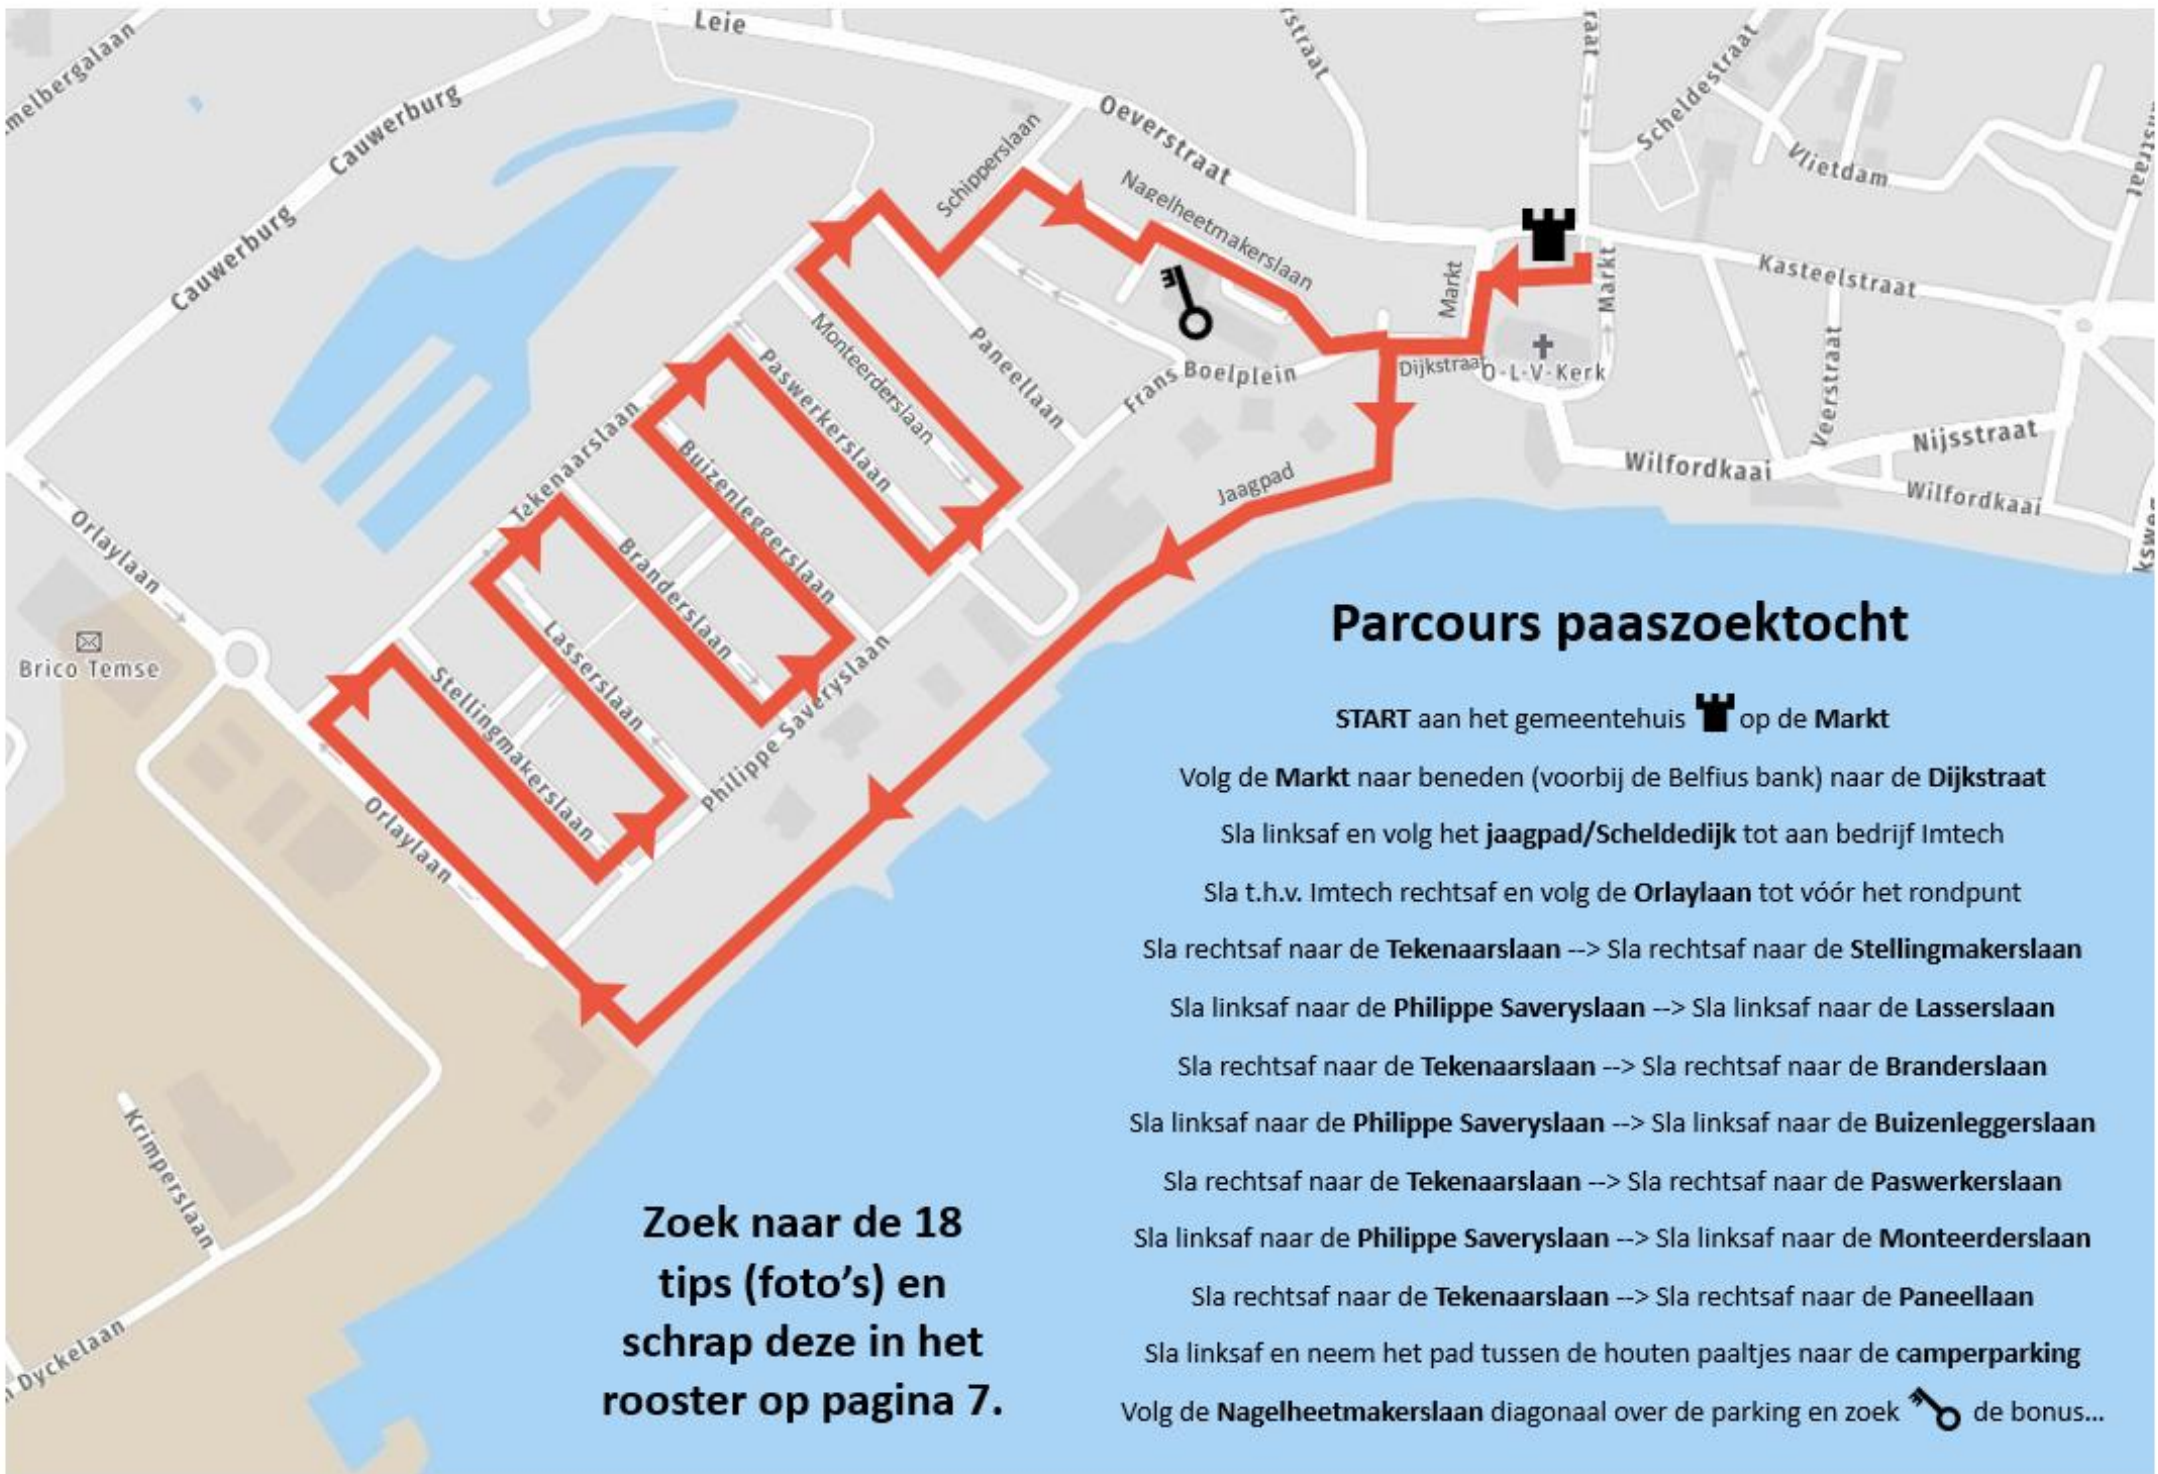 melbergalaan
Leie
Cauwerburg
Cauwerburg
Oeverstraat
Schipperslaan
Nagelheetmakerslaan
Scheldestraat
Vlietdam
Markt
Markt
Kasteelstraat
Monteerderslaan
Paneellaan
Paswerkerslaan
Frans Boelplein
Dijkstraat
O-L-V-Kerk
Veerstraat
Nijsstraat
Wilfordkaai
Wilfordkaai
Tekenaarslaan
Buizenleggerslaan
Jaagpad
Orlaylaan
Branderslaan
Lasserslaan
Brico Temse
Stellingmakerslaan
Philippe Saveryslaan
Orlaylaan
Krimperslaan
Dyckelaan
Parcours paaszoektocht
START aan het gemeentehuis op de Markt
Volg de Markt naar beneden (voorbij de Belfius bank) naar de Dijkstraat
Sla linksaf en volg het jaagpad/Scheldedijk tot aan bedrijf Imtech
Sla t.h.v. Imtech rechtsaf en volg de Orlaylaan tot vóór het rondpunt
Sla rechtsaf naar de Tekenaarslaan --> Sla rechtsaf naar de Stellingmakerslaan
Sla linksaf naar de Philippe Saveryslaan --> Sla linksaf naar de Lasserslaan
Sla rechtsaf naar de Tekenaarslaan --> Sla rechtsaf naar de Branderslaan
Sla linksaf naar de Philippe Saveryslaan --> Sla linksaf naar de Buizenleggerslaan
Sla rechtsaf naar de Tekenaarslaan --> Sla rechtsaf naar de Paswerkerslaan
Sla linksaf naar de Philippe Saveryslaan --> Sla linksaf naar de Monteerderslaan
Sla rechtsaf naar de Tekenaarslaan --> Sla rechtsaf naar de Paneellaan
Sla linksaf en neem het pad tussen de houten paaltjes naar de camperparking
Volg de Nagelheetmakerslaan diagonaal over de parking en zoek de bonus...
Zoek naar de 18
tips (foto's) en
schrap deze in het
rooster op pagina 7.